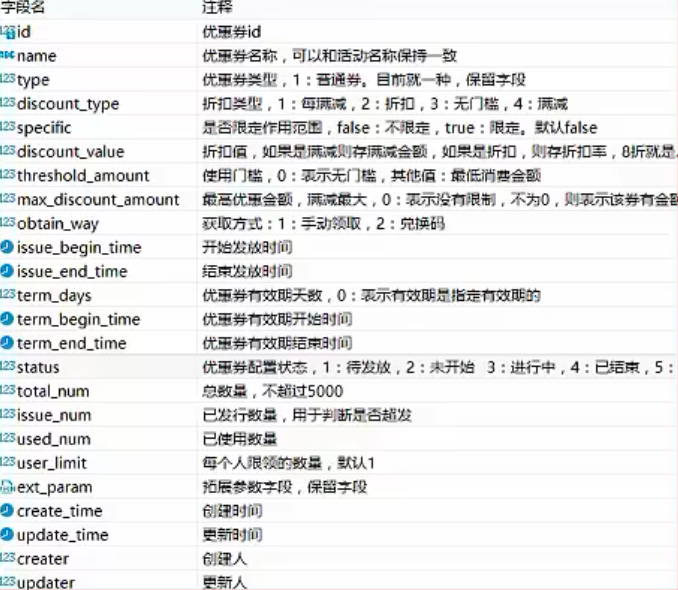 字段名 注释
123 id 优惠券id
ABC name 优惠券名称，可以和活动名称保持一致
123 type 优惠券类型，1：普通券。目前就一种，保留字段
123 discount_type 折扣类型，1：每满减，2：折扣，3：无门槛，4：满减
123 specific 是否限定作用范围，false：不限定，true：限定。默认false
123 discount_value 折扣值，如果是满减则存满减金额，如果是折扣，则存折扣率，8折就是
123 threshold_amount 使用门槛，0：表示无门槛，其他值：最低消费金额
123 max_discount_amount 最高优惠金额，满减最大，0：表示没有限制，不为0，则表示该券有金额
123 obtain_way 获取方式：1：手动领取，2：兑换码
issue_begin_time 开始发放时间
issue_end_time 结束发放时间
123 term_days 优惠券有效期天数，0：表示有效期是指定有效期的
term_begin_time 优惠券有效期开始时间
term_end_time 优惠券有效期结束时间
123 status 优惠券配置状态，1：待发放，2：未开始 3：进行中，4：已结束，5：
123 total_num 总数量，不超过5000
123 issue_num 已发行数量，用于判断是否超发
123 used_num 已使用数量
123 user_limit 每个人限领的数量，默认1
ext_param 拓展参数字段，保留字段
create_time 创建时间
update_time 更新时间
123 creater 创建人
123 updater 更新人